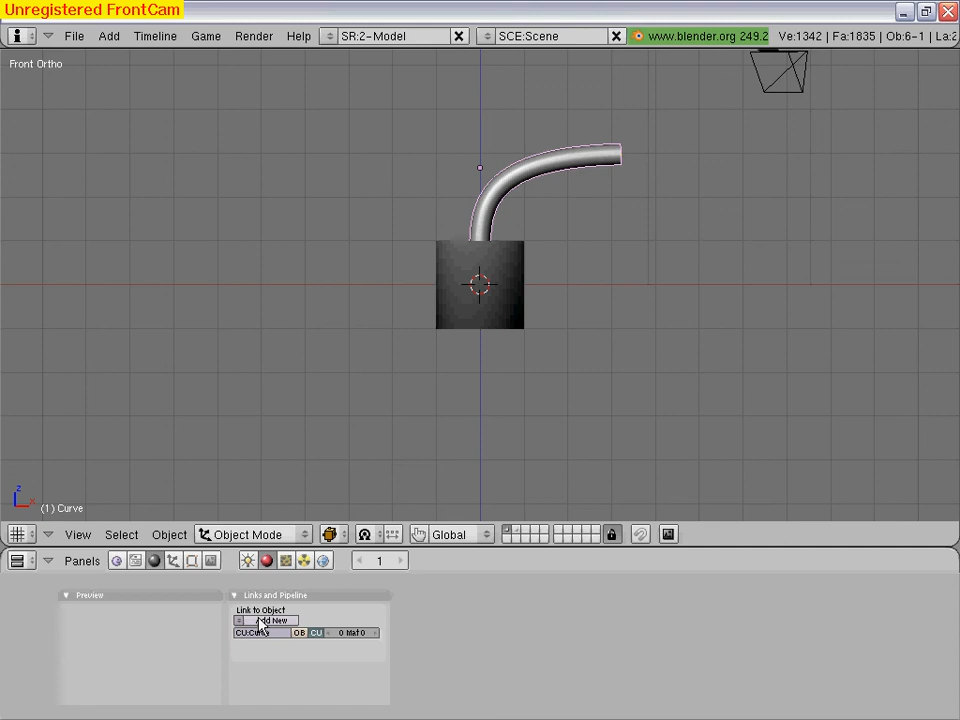 Unregistered FrontCam
File Add Timeline Game Render Help SR:2-Model SCE:Scene www.blender.org 249.2 Ve:1342 | Fa:1835 | Ob:6-1 | La:2
Front Ortho
z
x
(1) Curve
View Select Object Object Mode Global
Panels 1
Preview
Links and Pipeline
Link to Object
Add New
CU:Curve OB CU 0 Mat 0